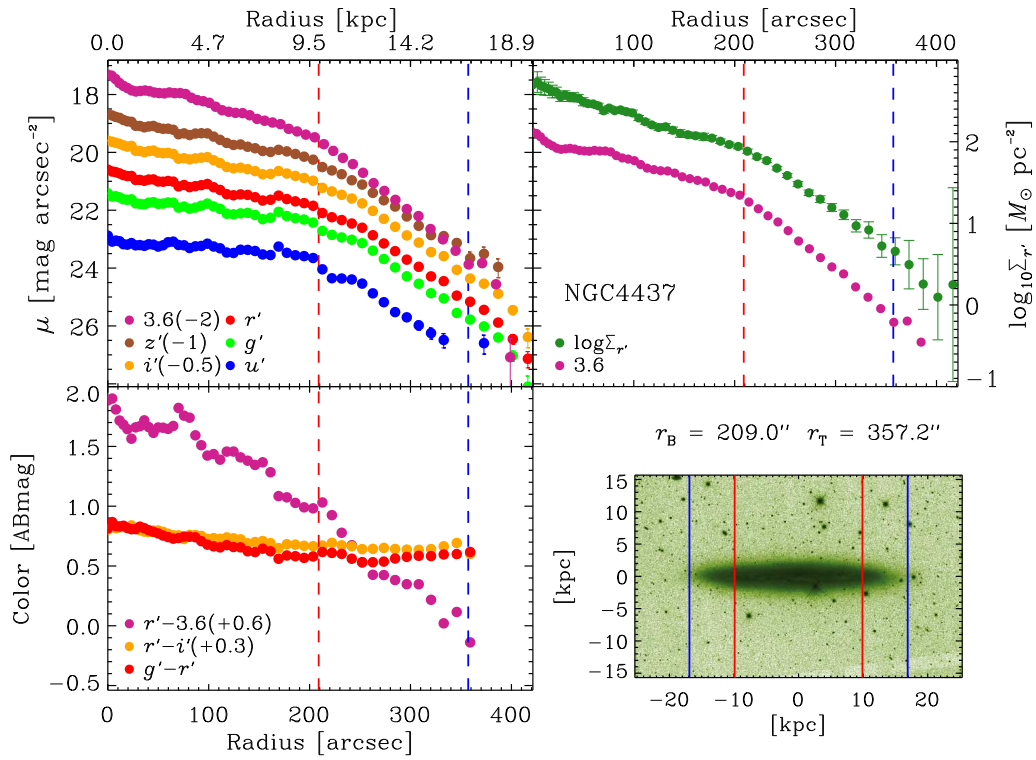 Radius [kpc]
0.0 4.7 9.5 14.2 18.9
Radius [arcsec]
100 200 300 400
μ [mag arcsec⁻²]
18
20
22
24
26
3.6(−2) r′
z′(−1) g′
i′(−0.5) u′
NGC4437
logΣr′
3.6
log₁₀Σr′ [M⊙ pc⁻²]
2
1
0
−1
Color [ABmag]
2.0
1.5
1.0
0.5
0.0
−0.5
r′−3.6(+0.6)
r′−i′(+0.3)
g′−r′
0 100 200 300 400
Radius [arcsec]
rB = 209.0″ rT = 357.2″
[kpc]
15
10
5
0
−5
−10
−15
−20 −10 0 10 20
[kpc]